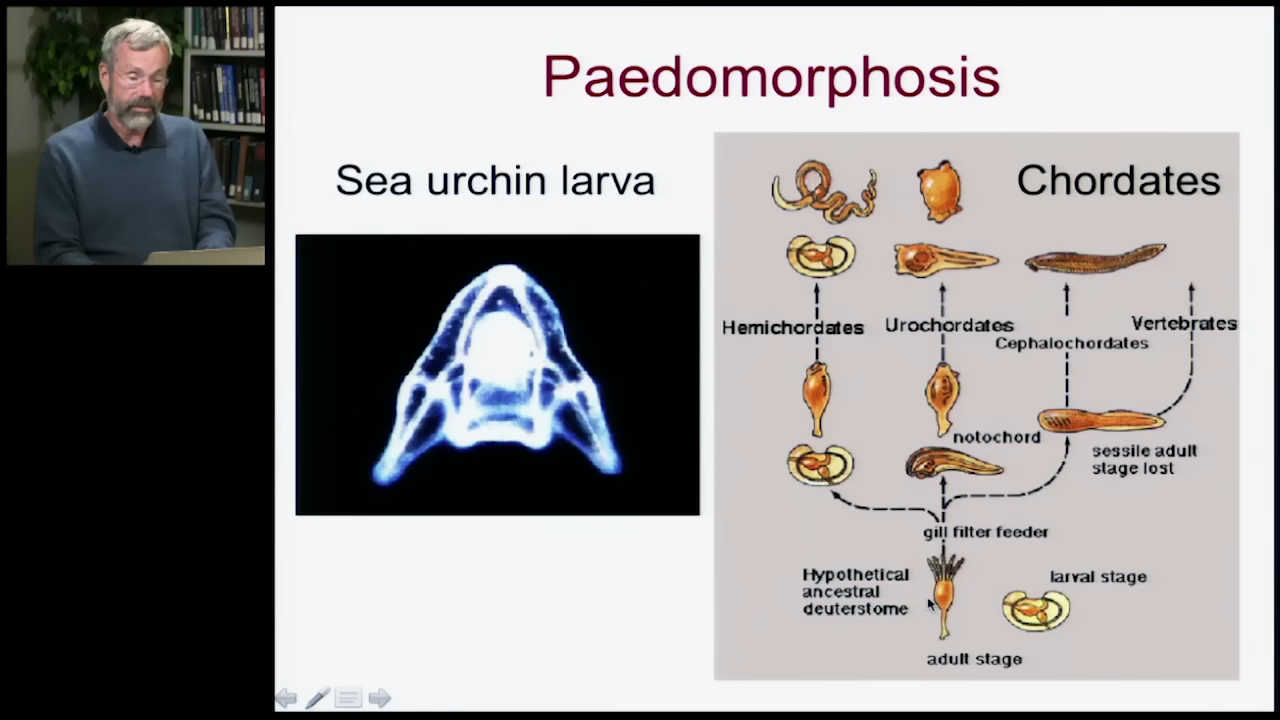 Paedomorphosis
Sea urchin larva
Chordates
Hemichordates
Urochordates
Cephalochordates
Vertebrates
notochord
sessile adult
stage lost
gill filter feeder
Hypothetical
ancestral
deuterstome
larval stage
adult stage